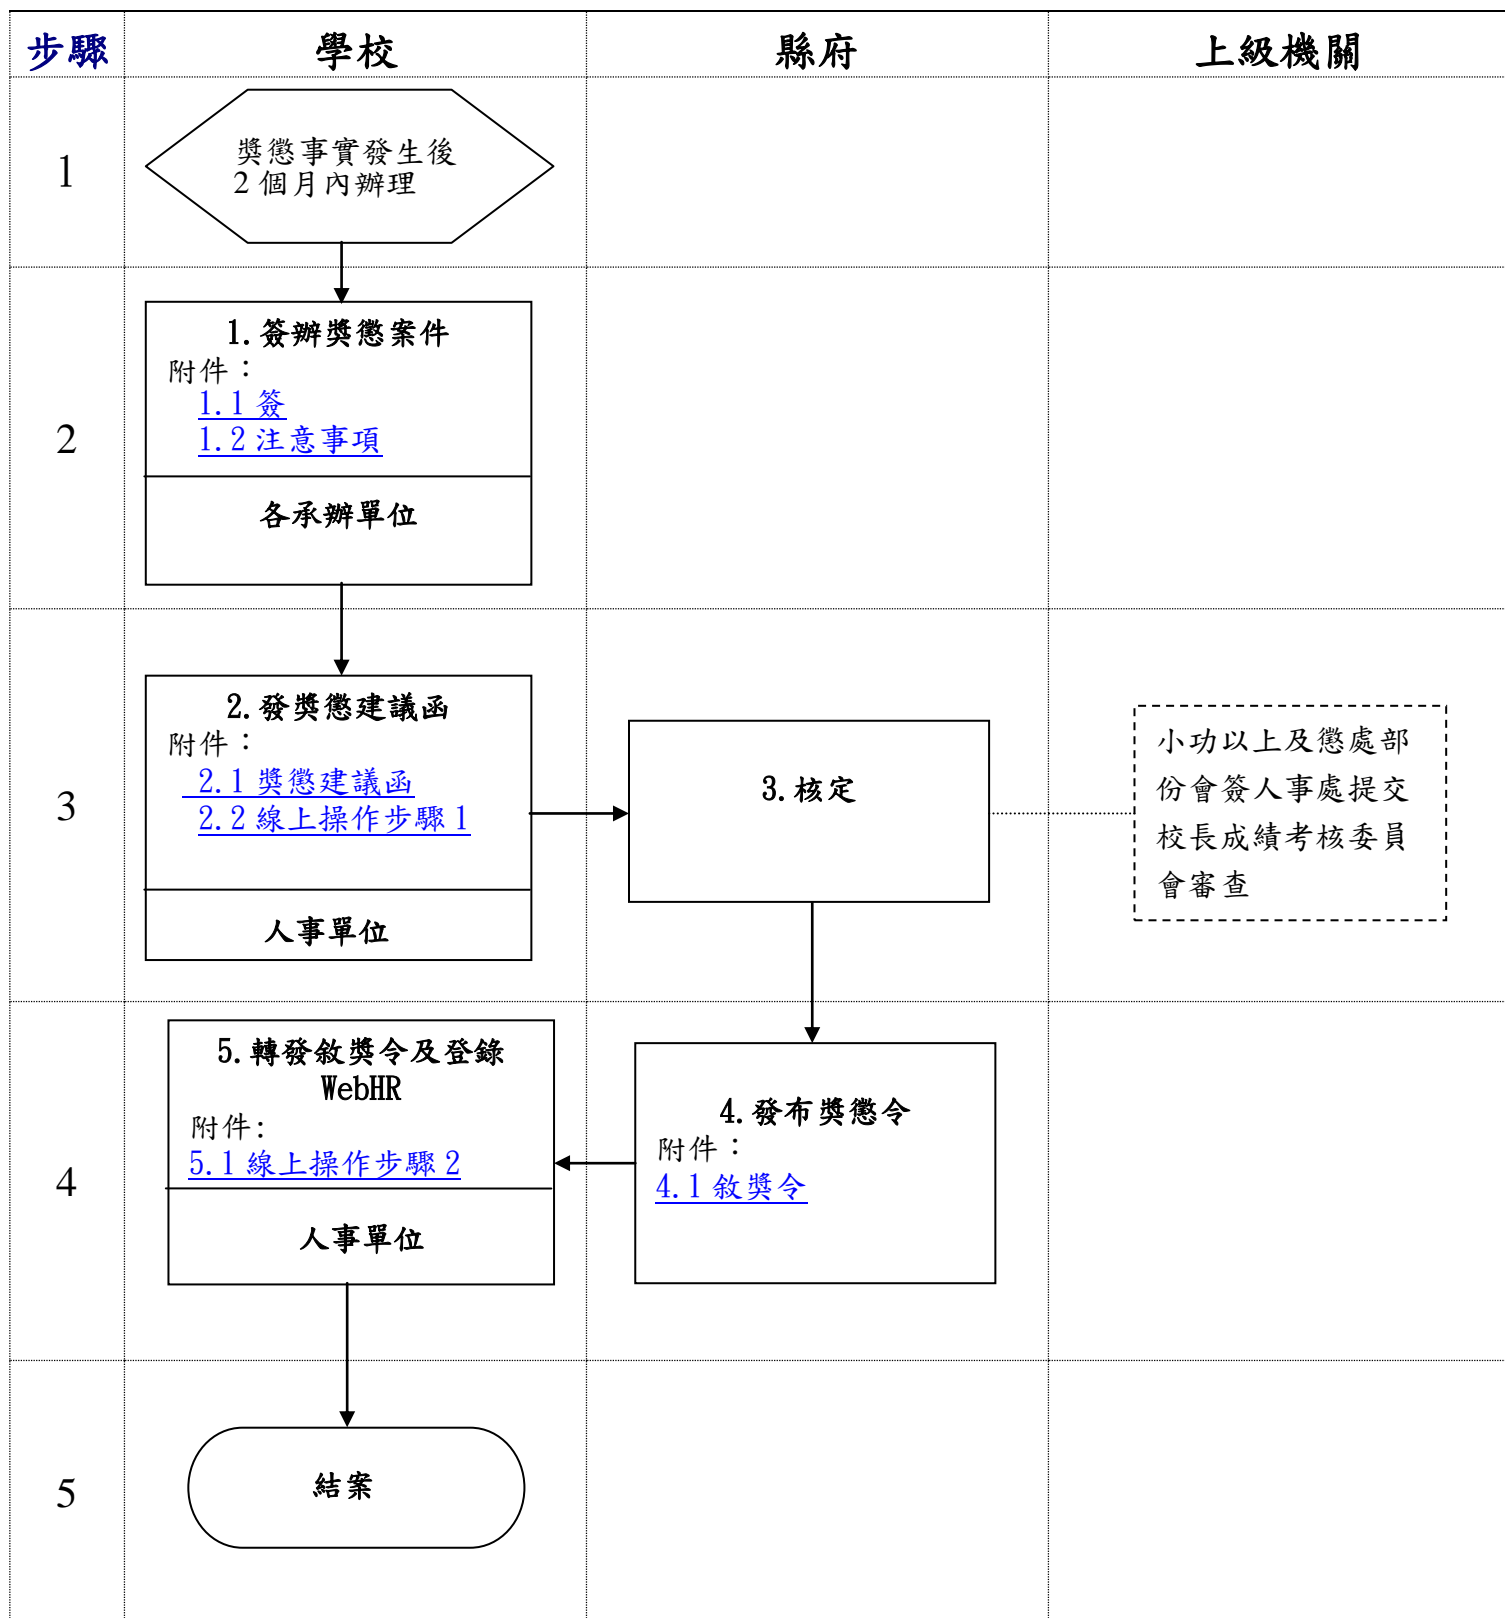 步驟 學校 縣府 上級機關
1
獎懲事實發生後
2 個月內辦理
2
1.簽辦獎懲案件
附件：
1.1 簽
1.2 注意事項
各承辦單位
3
2.發獎懲建議函
附件：
2.1 獎懲建議函
2.2 線上操作步驟 1
人事單位
3.核定
小功以上及懲處部
份會簽人事處提交
校長成績考核委員
會審查
4
5.轉發敘獎令及登錄
WebHR
附件:
5.1 線上操作步驟 2
人事單位
4.發布獎懲令
附件：
4.1 敘獎令
5
結案